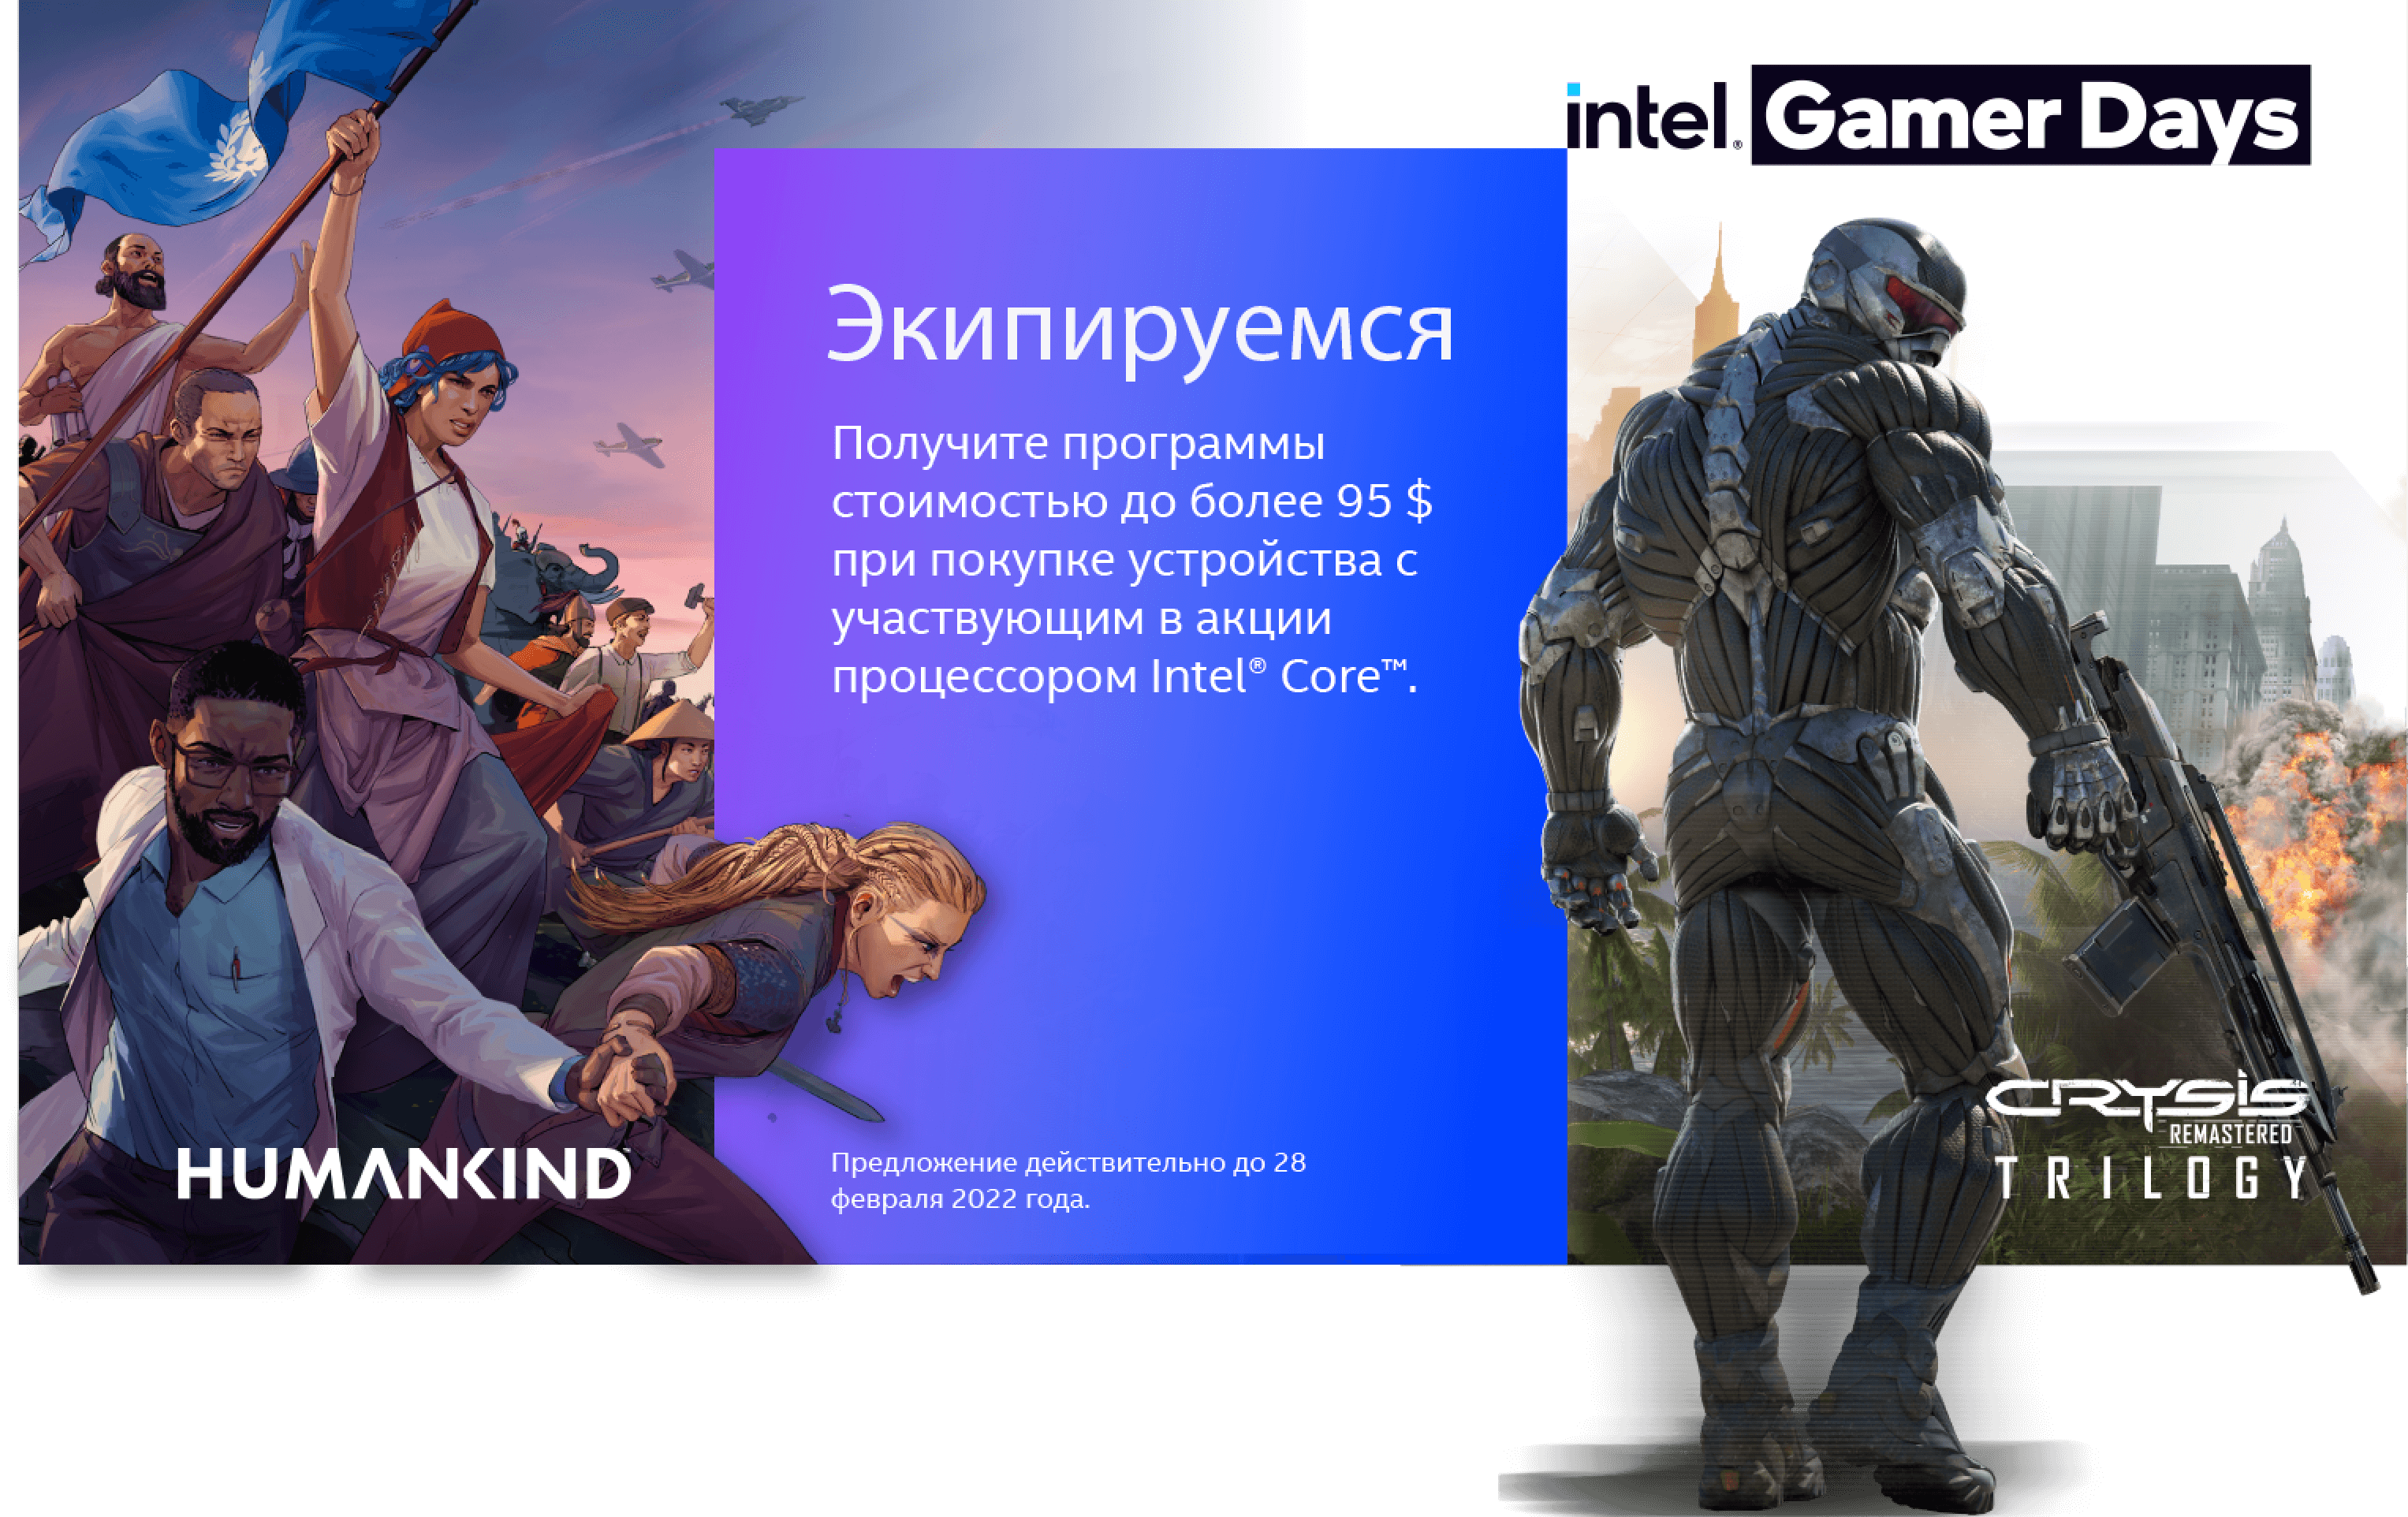 intel® Gamer Days
Экипируемся
Получите программы
стоимостью до более 95 $
при покупке устройства с
участвующим в акции
процессором Intel® Core™.
Предложение действительно до 28
февраля 2022 года.
HUMANKIND™
CRYSIS
REMASTERED
TRILOGY